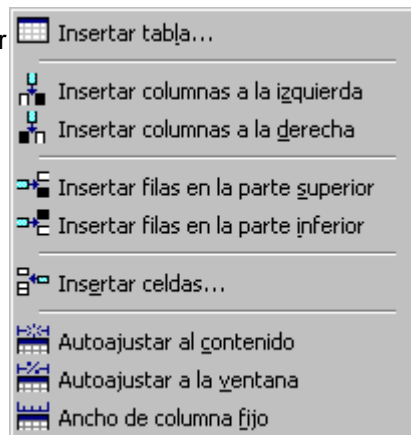 r
Insertar tabla...
Insertar columnas a la izquierda
Insertar columnas a la derecha
Insertar filas en la parte superior
Insertar filas en la parte inferior
Insertar celdas...
Autoajustar al contenido
Autoajustar a la ventana
Ancho de columna fijo